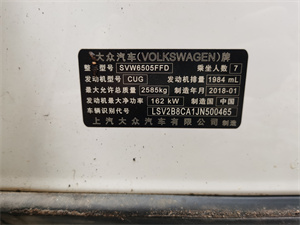 大众汽车(VOLKSWAGEN)牌
整车型号 SVW6505FFD 乘坐人数 7
发动机型号 CUG 发动机排量 1984 mL
最大允许总质量 2585kg 制造年月 2018-01
发动机最大净功率 162 kW 制造国 中国
车辆识别代号 LSV2B8CA1JN500465
上汽大众汽车有限公司制造